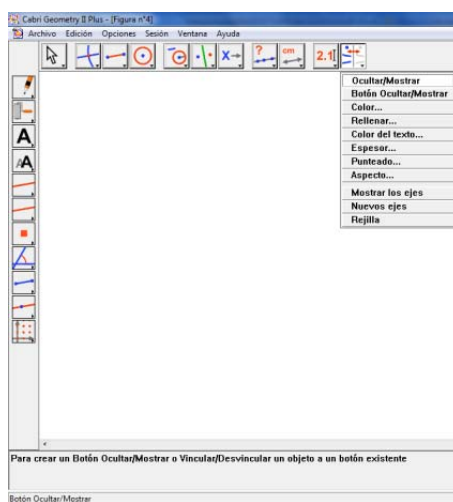 Cabri Geometry II Plus - [Figura nº4]
Archivo Edición Opciones Sesión Ventana Ayuda
? cm 2.1
X
Ocultar/Mostrar
Botón Ocultar/Mostrar
Color...
Rellenar...
Color del texto...
Espesor...
Punteado...
Aspecto...
Mostrar los ejes
Nuevos ejes
Rejilla
A
AA
Para crear un Botón Ocultar/Mostrar o Vincular/Desvincular un objeto a un botón existente
Botón Ocultar/Mostrar